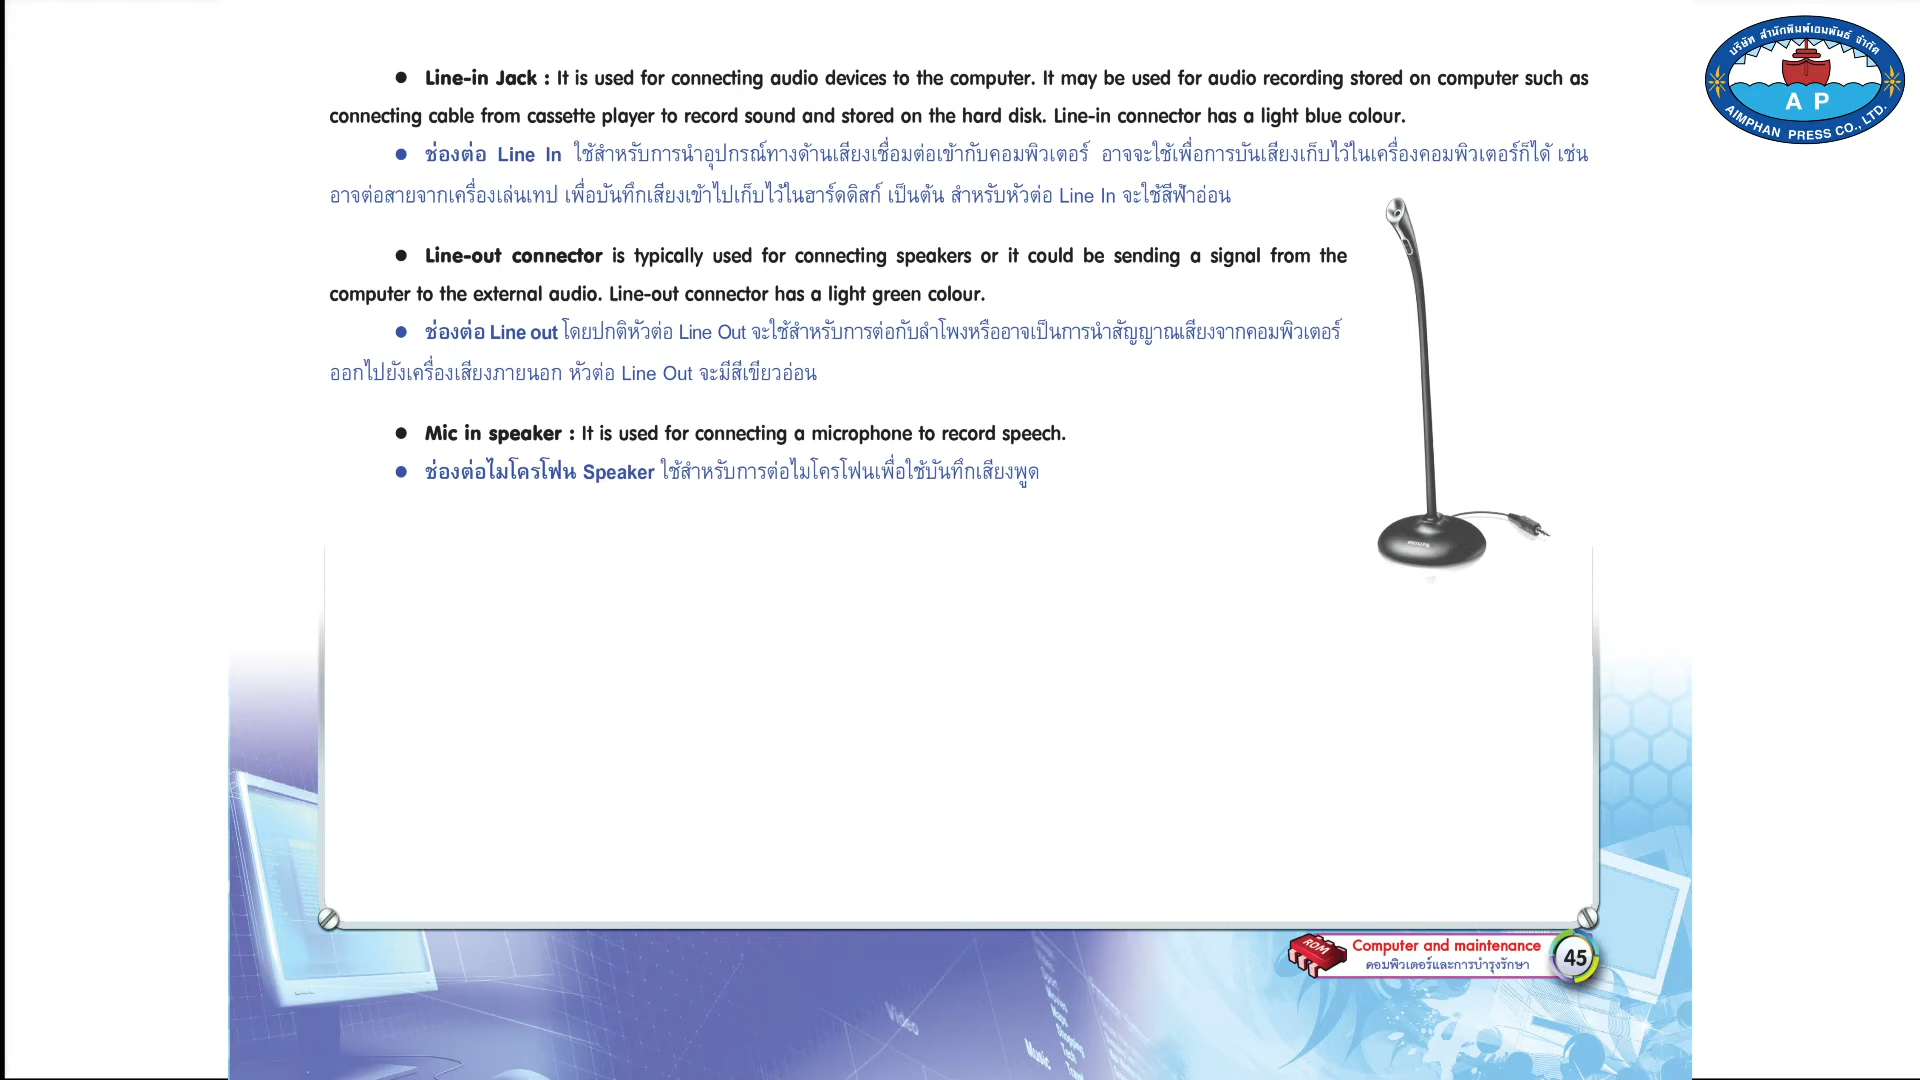 ● Line-in Jack : It is used for connecting audio devices to the computer. It may be used for audio recording stored on computer such as
connecting cable from cassette player to record sound and stored on the hard disk. Line-in connector has a light blue colour.
● ช่องต่อ Line In ใช้สำหรับการนำอุปกรณ์ทางด้านเสียงเชื่อมต่อเข้ากับคอมพิวเตอร์ อาจจะใช้เพื่อการบันเสียงเก็บไว้ในเครื่องคอมพิวเตอร์ก็ได้ เช่น
อาจต่อสายจากเครื่องเล่นเทป เพื่อบันทึกเสียงเข้าไปเก็บไว้ในฮาร์ดดิสก์ เป็นต้น สำหรับหัวต่อ Line In จะใช้สีฟ้าอ่อน
● Line-out connector is typically used for connecting speakers or it could be sending a signal from the
computer to the external audio. Line-out connector has a light green colour.
● ช่องต่อ Line out โดยปกติหัวต่อ Line Out จะใช้สำหรับการต่อกับลำโพงหรืออาจเป็นการนำสัญญาณเสียงจากคอมพิวเตอร์
ออกไปยังเครื่องเสียงภายนอก หัวต่อ Line Out จะมีสีเขียวอ่อน
● Mic in speaker : It is used for connecting a microphone to record speech.
● ช่องต่อไมโครโฟน Speaker ใช้สำหรับการต่อไมโครโฟนเพื่อใช้บันทึกเสียงพูด
PHILIPS
บริษัท สำนักพิมพ์เอมพันธ์ จำกัด
A P
AIMPHAN PRESS CO., LTD.
ROM
Computer and maintenance
คอมพิวเตอร์และการบำรุงรักษา
45
Video
Music
Shopping
Tech